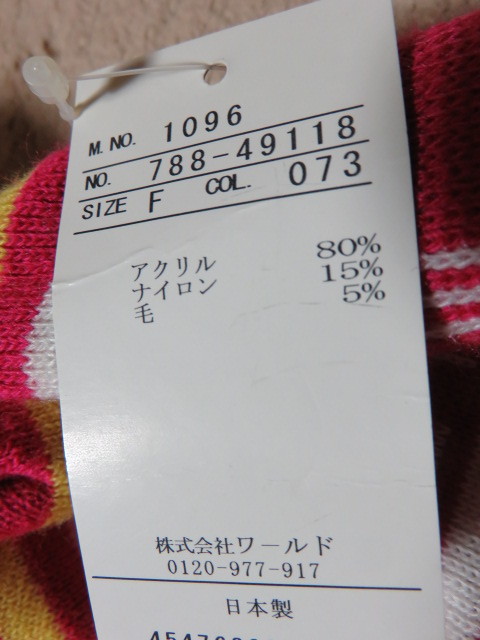 M. NO. 1096
NO. 788-49118
SIZE F COL. 073
アクリル 80%
ナイロン 15%
毛 5%
株式会社ワールド
0120-977-917
日本製